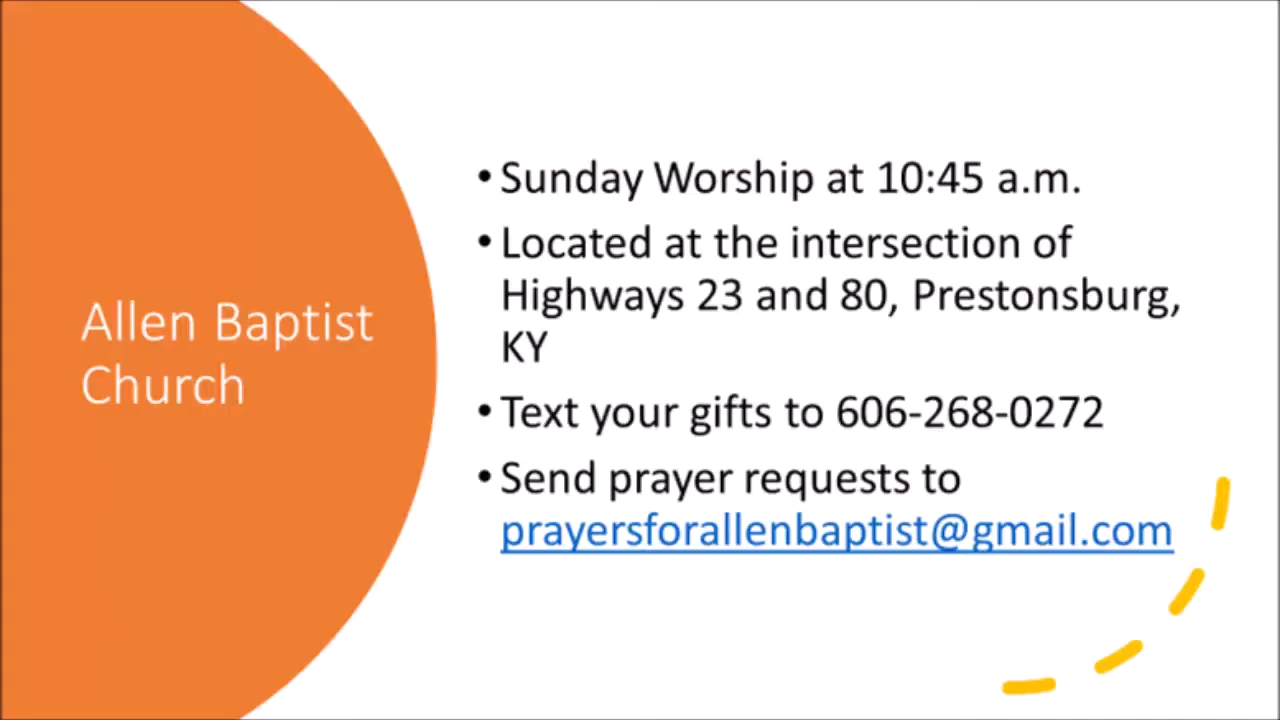 Allen Baptist
Church
• Sunday Worship at 10:45 a.m.
• Located at the intersection of
Highways 23 and 80, Prestonsburg,
KY
• Text your gifts to 606-268-0272
• Send prayer requests to
prayersforallenbaptist@gmail.com